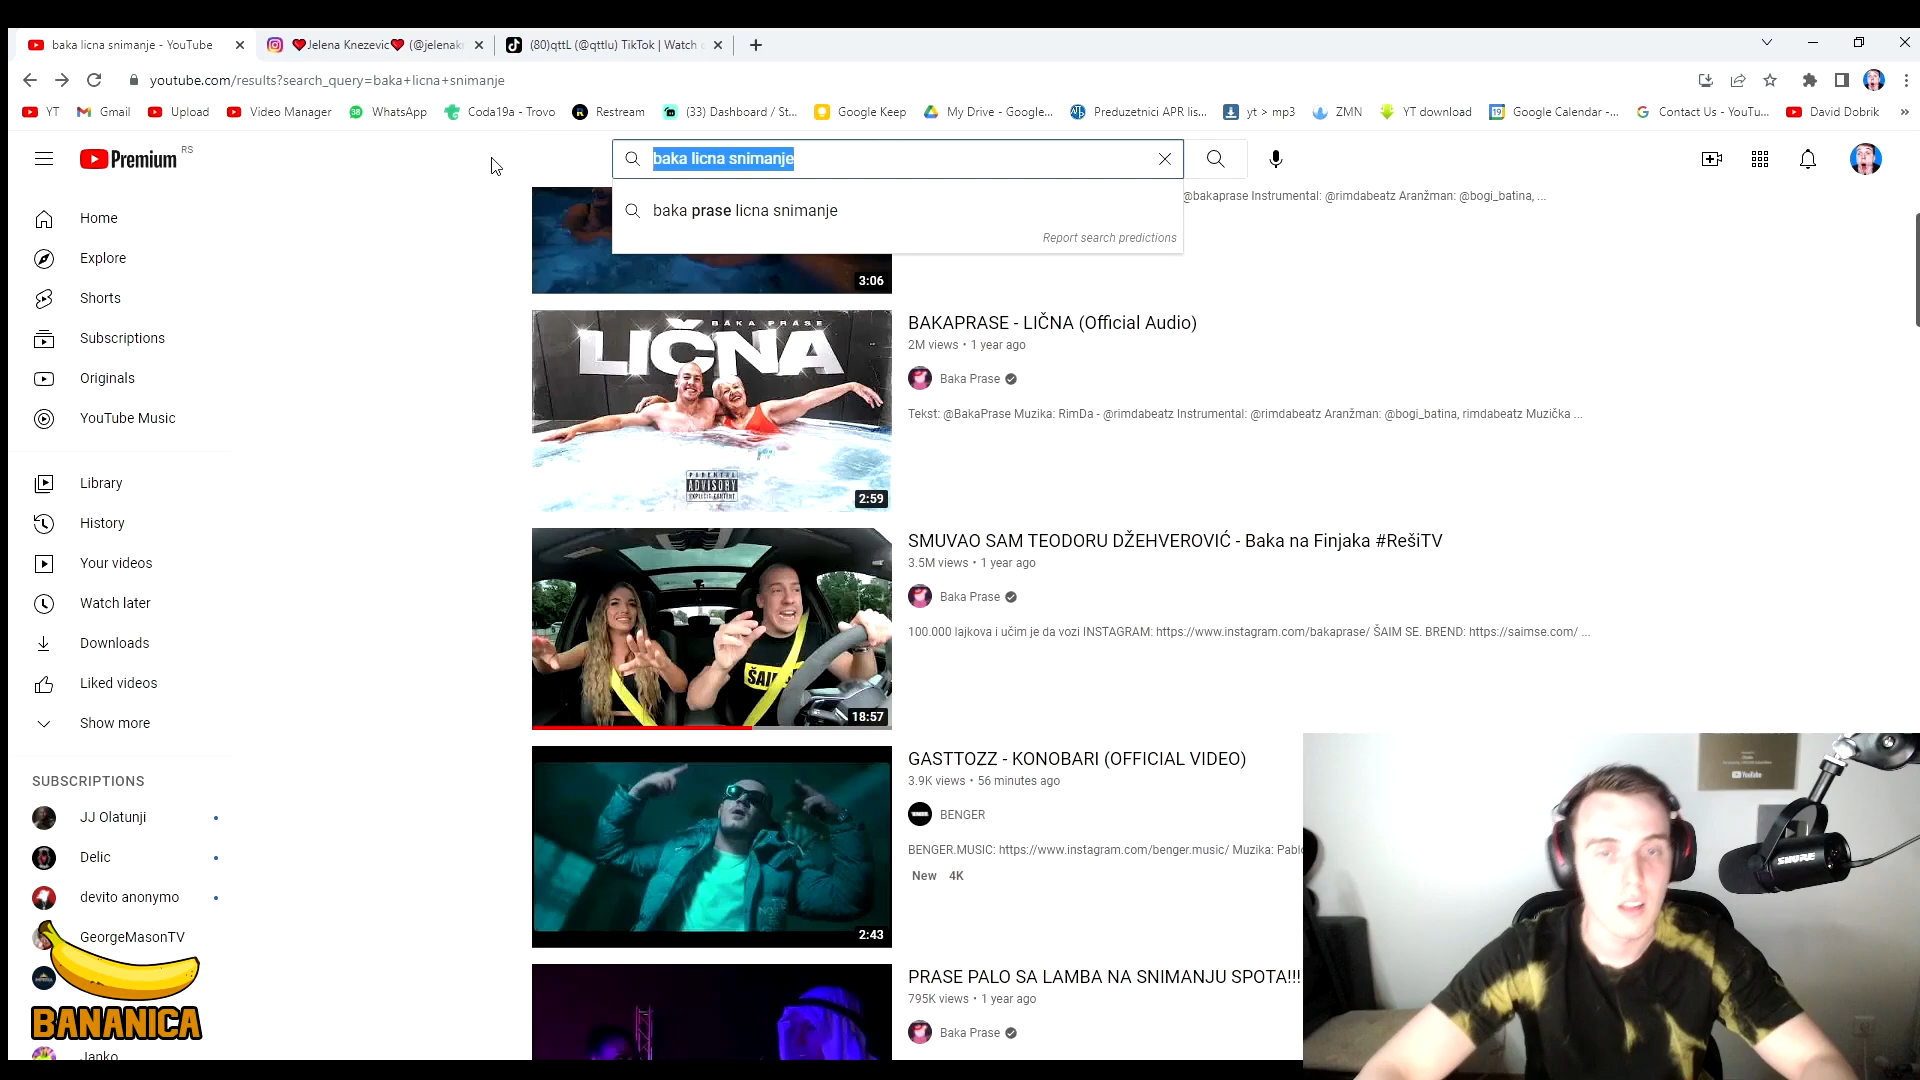 baka licna snimanje - YouTube
❤Jelena Knezevic❤ (@jelenak
(80)qttL (@qttlu) TikTok | Watch
youtube.com/results?search_query=baka+licna+snimanje
YT
Gmail
Upload
Video Manager
WhatsApp
Coda19a - Trovo
Restream
(33) Dashboard / St...
Google Keep
My Drive - Google...
Preduzetnici APR lis...
yt > mp3
ZMN
YT download
Google Calendar -...
Contact Us - YouTu...
David Dobrik
»
Premium RS
baka licna snimanje
baka prase licna snimanje
Report search predictions
Home
Explore
Shorts
Subscriptions
Originals
YouTube Music
Library
History
Your videos
Watch later
Downloads
Liked videos
Show more
SUBSCRIPTIONS
JJ Olatunji
Delic
devito anonymo
GeorgeMasonTV
BANANICA
Janko
@bakaprase Instrumental: @rimdabeatz Aranžman: @bogi_batina, ...
3:06
BAKA PRASE
LIČNA
PARENTAL
ADVISORY
EXPLICIT CONTENT
2:59
BAKAPRASE - LIČNA (Official Audio)
2M views • 1 year ago
Baka Prase
Tekst: @BakaPrase Muzika: RimDa - @rimdabeatz Instrumental: @rimdabeatz Aranžman: @bogi_batina, rimdabeatz Muzička ...
ŠAIM
18:57
SMUVAO SAM TEODORU DŽEHVEROVIĆ - Baka na Finjaka #RešiTV
3.5M views • 1 year ago
Baka Prase
100.000 lajkova i učim je da vozi INSTAGRAM: https://www.instagram.com/bakaprase/ ŠAIM SE. BREND: https://saimse.com/ ...
2:43
GASTTOZZ - KONOBARI (OFFICIAL VIDEO)
3.9K views • 56 minutes ago
BENGER
BENGER.MUSIC: https://www.instagram.com/benger.music/ Muzika: Pabl
New 4K
PRASE PALO SA LAMBA NA SNIMANJU SPOTA!!!
795K views • 1 year ago
Baka Prase
YouTube
SHURE